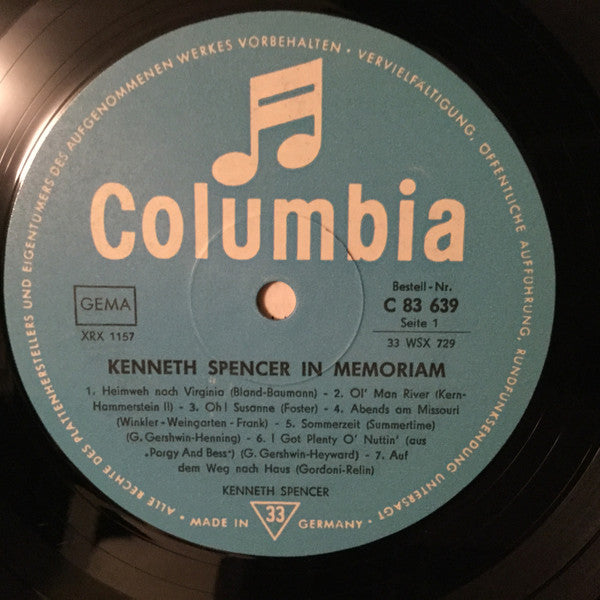 ALLE RECHTE DES PLATTENHERSTELLERS UND EIGENTÜMERS DES AUFGENOMMENEN WERKES VORBEHALTEN · VERVIELFÄLTIGUNG, ÖFFENTLICHE AUFFÜHRUNG, RUNDFUNKSENDUNG UNTERSAGT ·
Columbia
GEMA
XRX 1157
Bestell-Nr.
C 83 639
Seite 1
33 WSX 729
KENNETH SPENCER IN MEMORIAM
1. Heimweh nach Virginia (Bland-Baumann) - 2. Ol' Man River (Kern-
Hammerstein II) - 3. Oh! Susanne (Foster) - 4. Abends am Missouri
(Winkler-Weingarten-Frank) - 5. Sommerzeit (Summertime)
(G. Gershwin-Henning) - 6. I Got Plenty O' Nuttin' (aus
„Porgy And Bess") (G. Gershwin-Heyward) - 7. Auf
dem Weg nach Haus (Gordoni-Relin)
KENNETH SPENCER
MADE IN 33 GERMANY